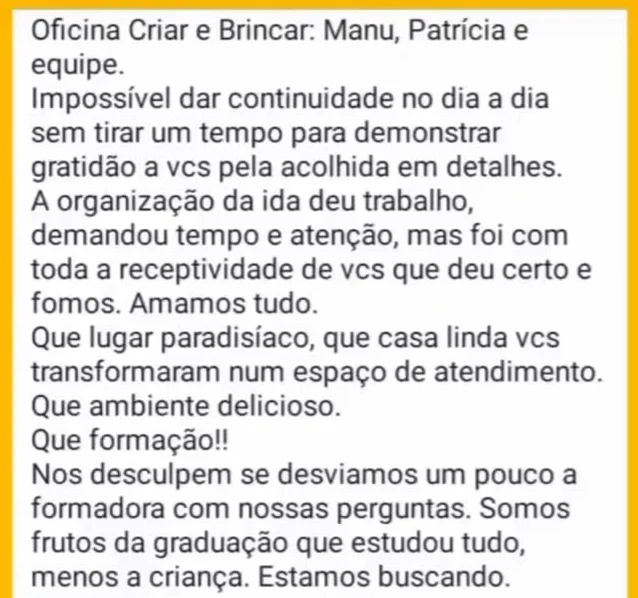 Oficina Criar e Brincar: Manu, Patrícia e
equipe.
Impossível dar continuidade no dia a dia
sem tirar um tempo para demonstrar
gratidão a vcs pela acolhida em detalhes.
A organização da ida deu trabalho,
demandou tempo e atenção, mas foi com
toda a receptividade de vcs que deu certo e
fomos. Amamos tudo.
Que lugar paradisíaco, que casa linda vcs
transformaram num espaço de atendimento.
Que ambiente delicioso.
Que formação!!
Nos desculpem se desviamos um pouco a
formadora com nossas perguntas. Somos
frutos da graduação que estudou tudo,
menos a criança. Estamos buscando.